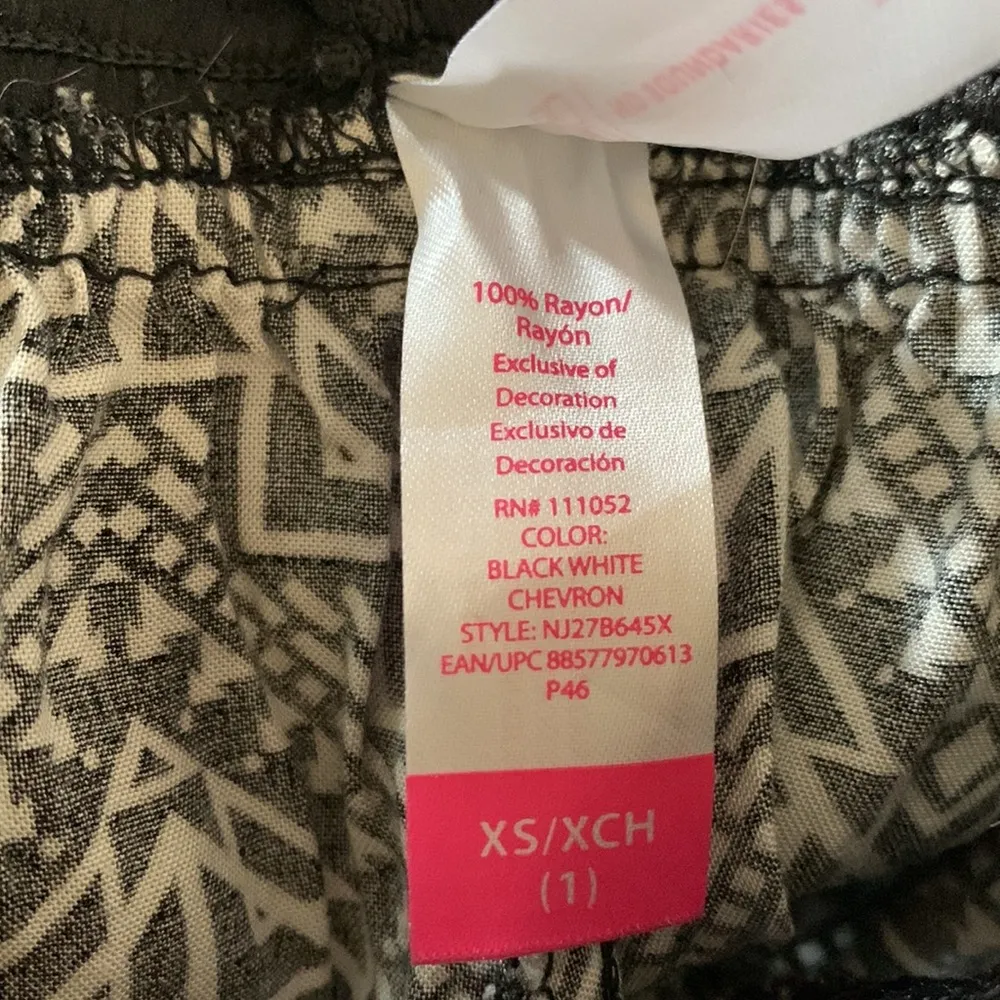 100% Rayon/
Rayón
Exclusive of
Decoration
Exclusivo de
Decoración
RN# 111052
COLOR:
BLACK WHITE
CHEVRON
STYLE: NJ27B645X
EAN/UPC 88577970613
P46
XS/XCH
(1)